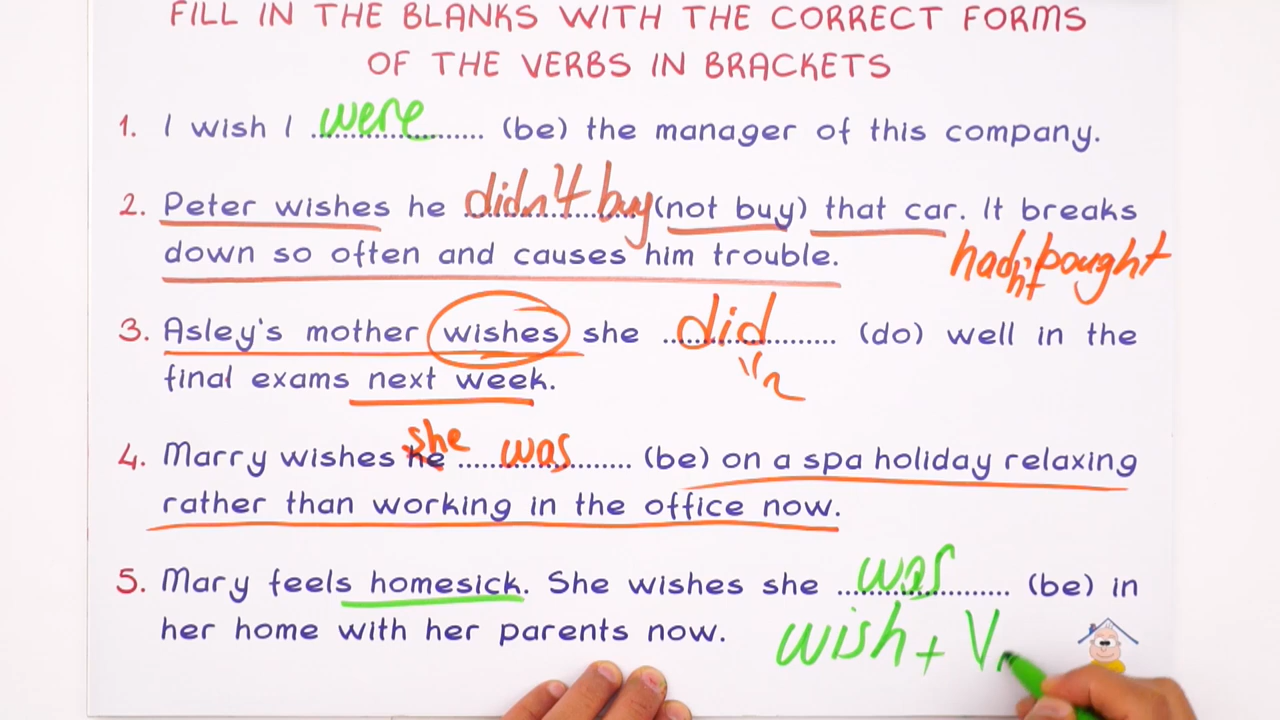 FILL IN THE BLANKS WITH THE CORRECT FORMS
OF THE VERBS IN BRACKETS
1. I wish I ....were.... (be) the manager of this company.
2. Peter wishes he didn't buy (not buy) that car. It breaks
down so often and causes him trouble.
hadn't bought
3. Asley's mother wishes she did (do) well in the
final exams next week.
4. Marry wishes he she was (be) on a spa holiday relaxing
rather than working in the office now.
5. Mary feels homesick. She wishes she was (be) in
her home with her parents now.
wish + V